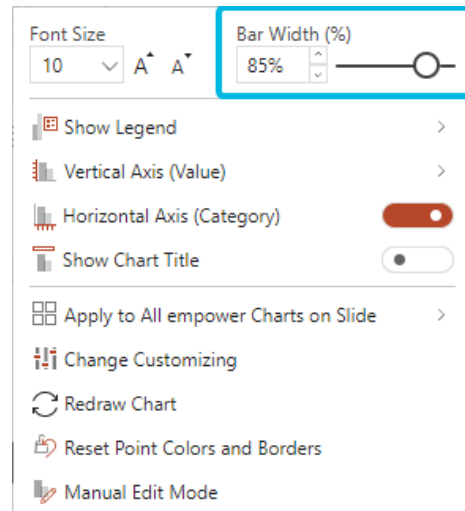 Font Size
Bar Width (%)
10
A A
85%
Show Legend
Vertical Axis (Value)
Horizontal Axis (Category)
Show Chart Title
Apply to All empower Charts on Slide
Change Customizing
Redraw Chart
Reset Point Colors and Borders
Manual Edit Mode